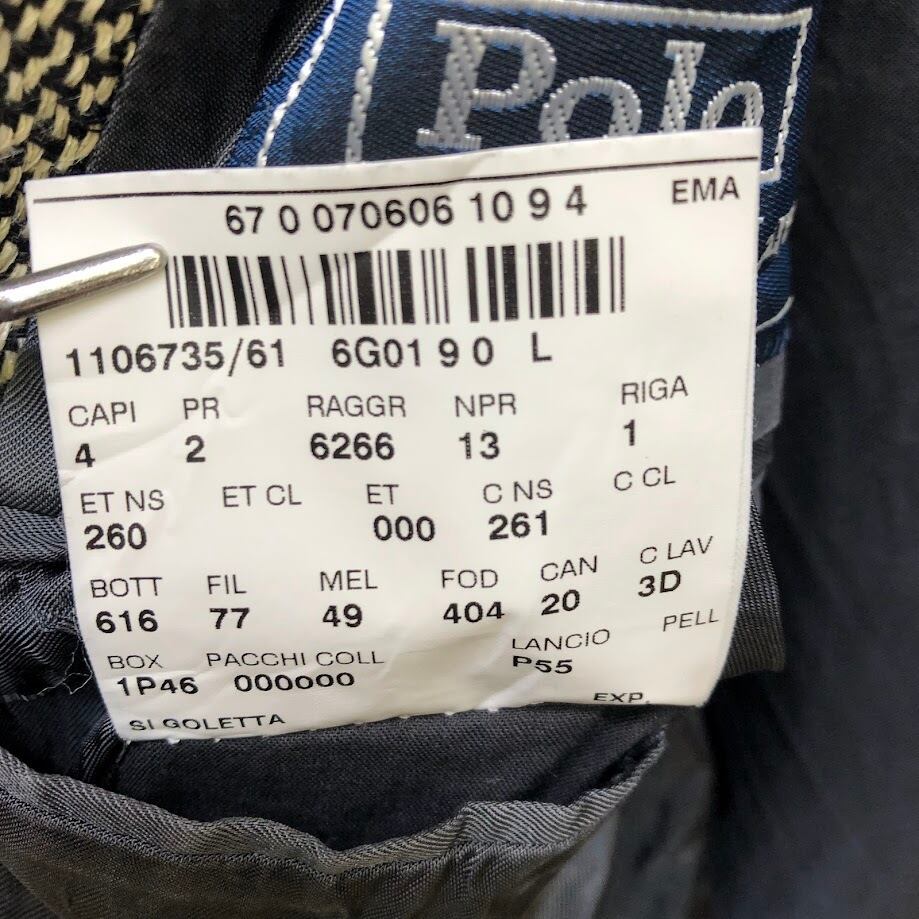 Polo
EMA
67 0 070606 10 9 4
1106735/61 6G01 9 0 L
CAPI PR RAGGR NPR RIGA
4 2 6266 13 1
ET NS ET CL ET C NS C CL
260 000 261
BOTT FIL MEL FOD CAN C LAV
616 77 49 404 20 3D
BOX PACCHI COLL LANCIO PELL
1P46 000000 P55
SI GOLETTA EXP.